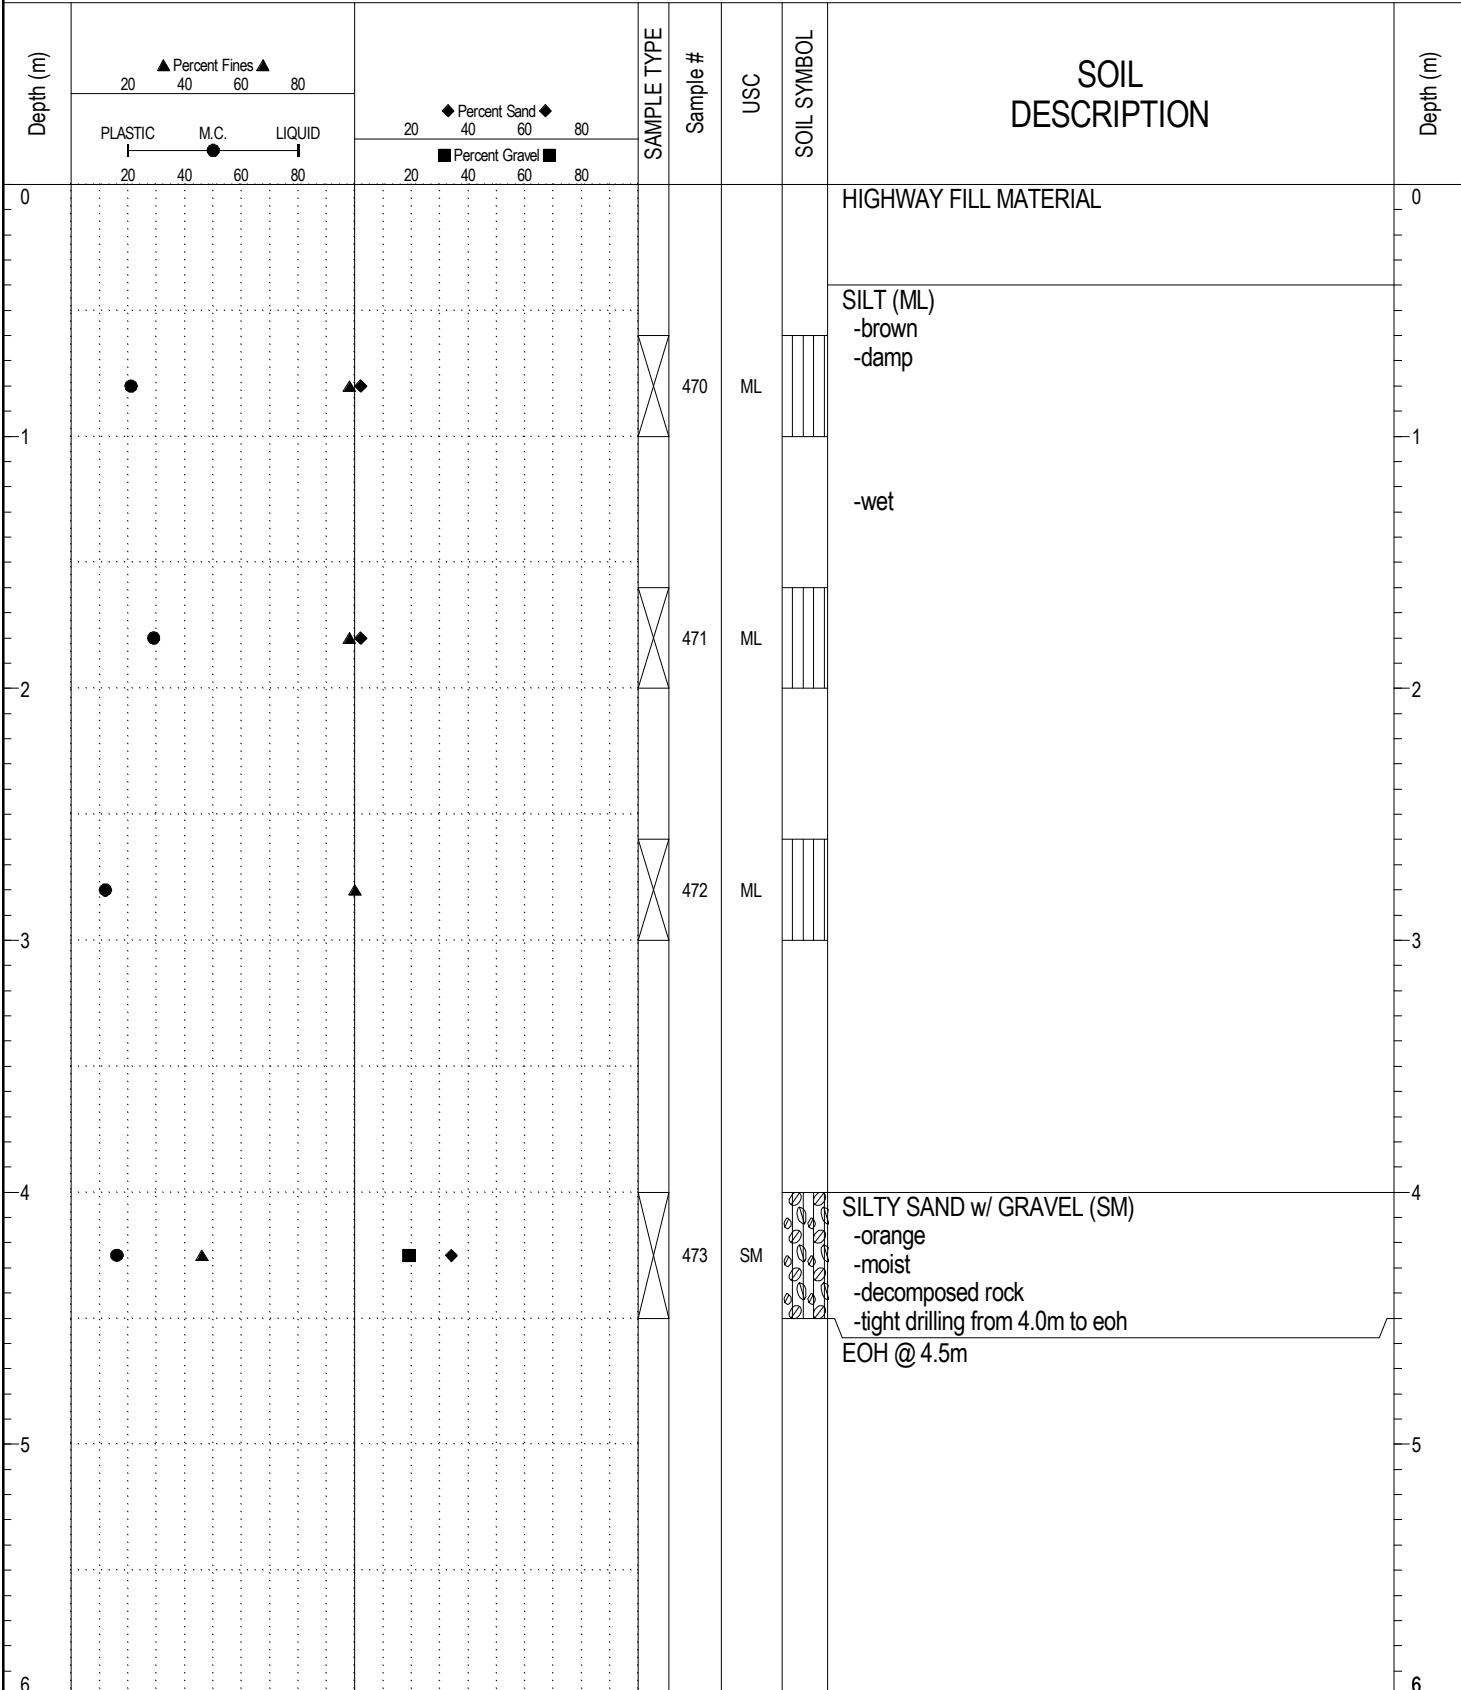 Depth (m)
▲ Percent Fines ▲
20 40 60 80
PLASTIC M.C. LIQUID
20 40 60 80
◆ Percent Sand ◆
20 40 60 80
■ Percent Gravel ■
20 40 60 80
SAMPLE TYPE
Sample #
USC
SOIL SYMBOL
SOIL
DESCRIPTION
Depth (m)
0 HIGHWAY FILL MATERIAL 0
SILT (ML)
-brown
-damp
470 ML
1 1
-wet
471 ML
2 2
472 ML
3 3
4 4
SILTY SAND w/ GRAVEL (SM)
-orange
473 SM
-moist
-decomposed rock
-tight drilling from 4.0m to eoh
EOH @ 4.5m
5 5
6 6